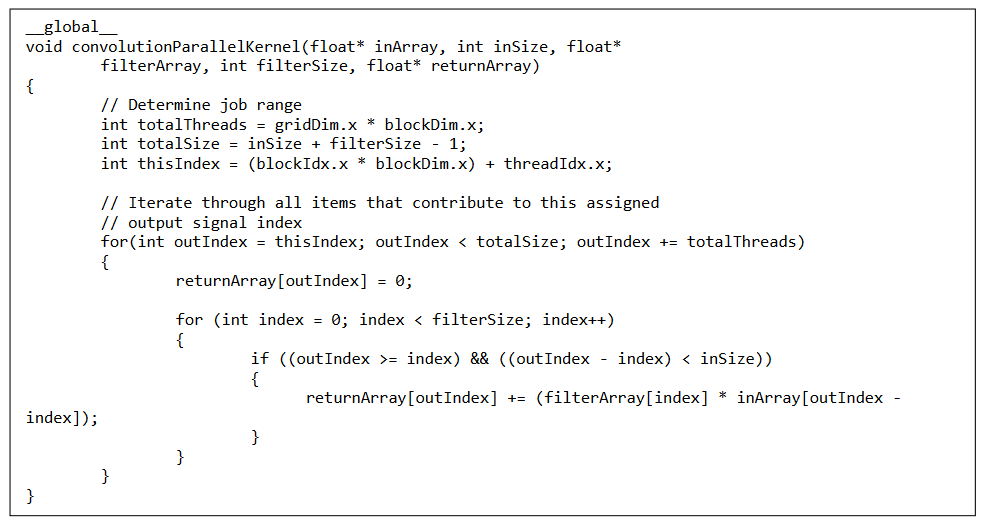 __global__
void convolutionParallelKernel(float* inArray, int inSize, float*
        filterArray, int filterSize, float* returnArray)
{
        // Determine job range
        int totalThreads = gridDim.x * blockDim.x;
        int totalSize = inSize + filterSize - 1;
        int thisIndex = (blockIdx.x * blockDim.x) + threadIdx.x;

        // Iterate through all items that contribute to this assigned
        // output signal index
        for(int outIndex = thisIndex; outIndex < totalSize; outIndex += totalThreads)
        {
                returnArray[outIndex] = 0;

                for (int index = 0; index < filterSize; index++)
                {
                        if ((outIndex >= index) && ((outIndex - index) < inSize))
                        {
                              returnArray[outIndex] += (filterArray[index] * inArray[outIndex -
index]);
                        }
                }
        }
}